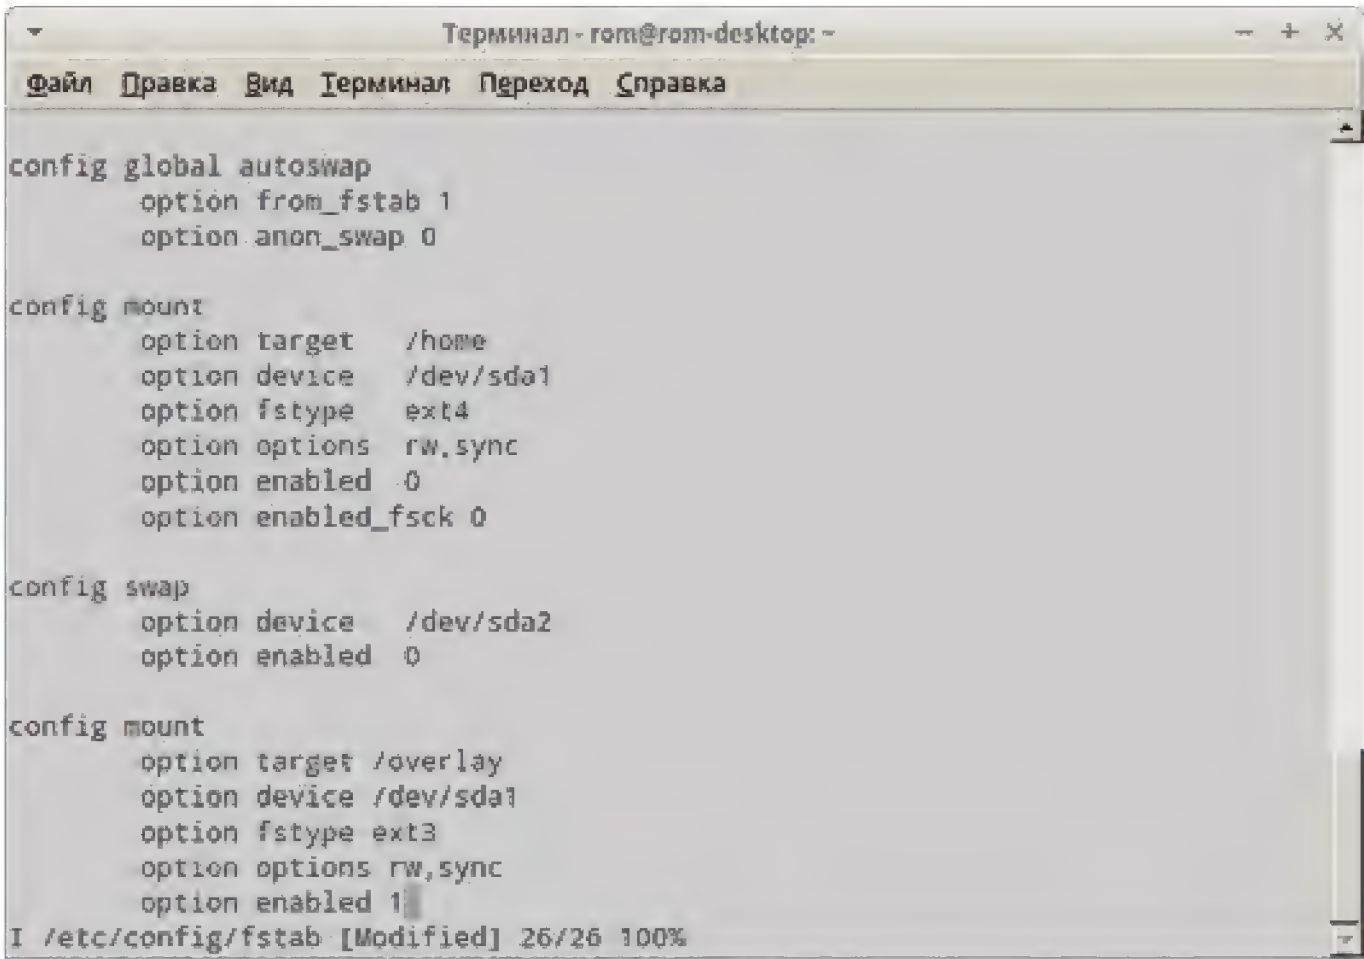 Терминал - rom@rom-desktop: ~
Файл Правка Вид Терминал Переход Справка
config global autoswap
option from_fstab 1
option anon_swap 0
config mount
option target /home
option device /dev/sda1
option fstype ext4
option options rw,sync
option enabled 0
option enabled_fsck 0
config swap
option device /dev/sda2
option enabled 0
config mount
option target /overlay
option device /dev/sda1
option fstype ext3
option options rw,sync
option enabled 1
I /etc/config/fstab [Modified] 26/26 100%